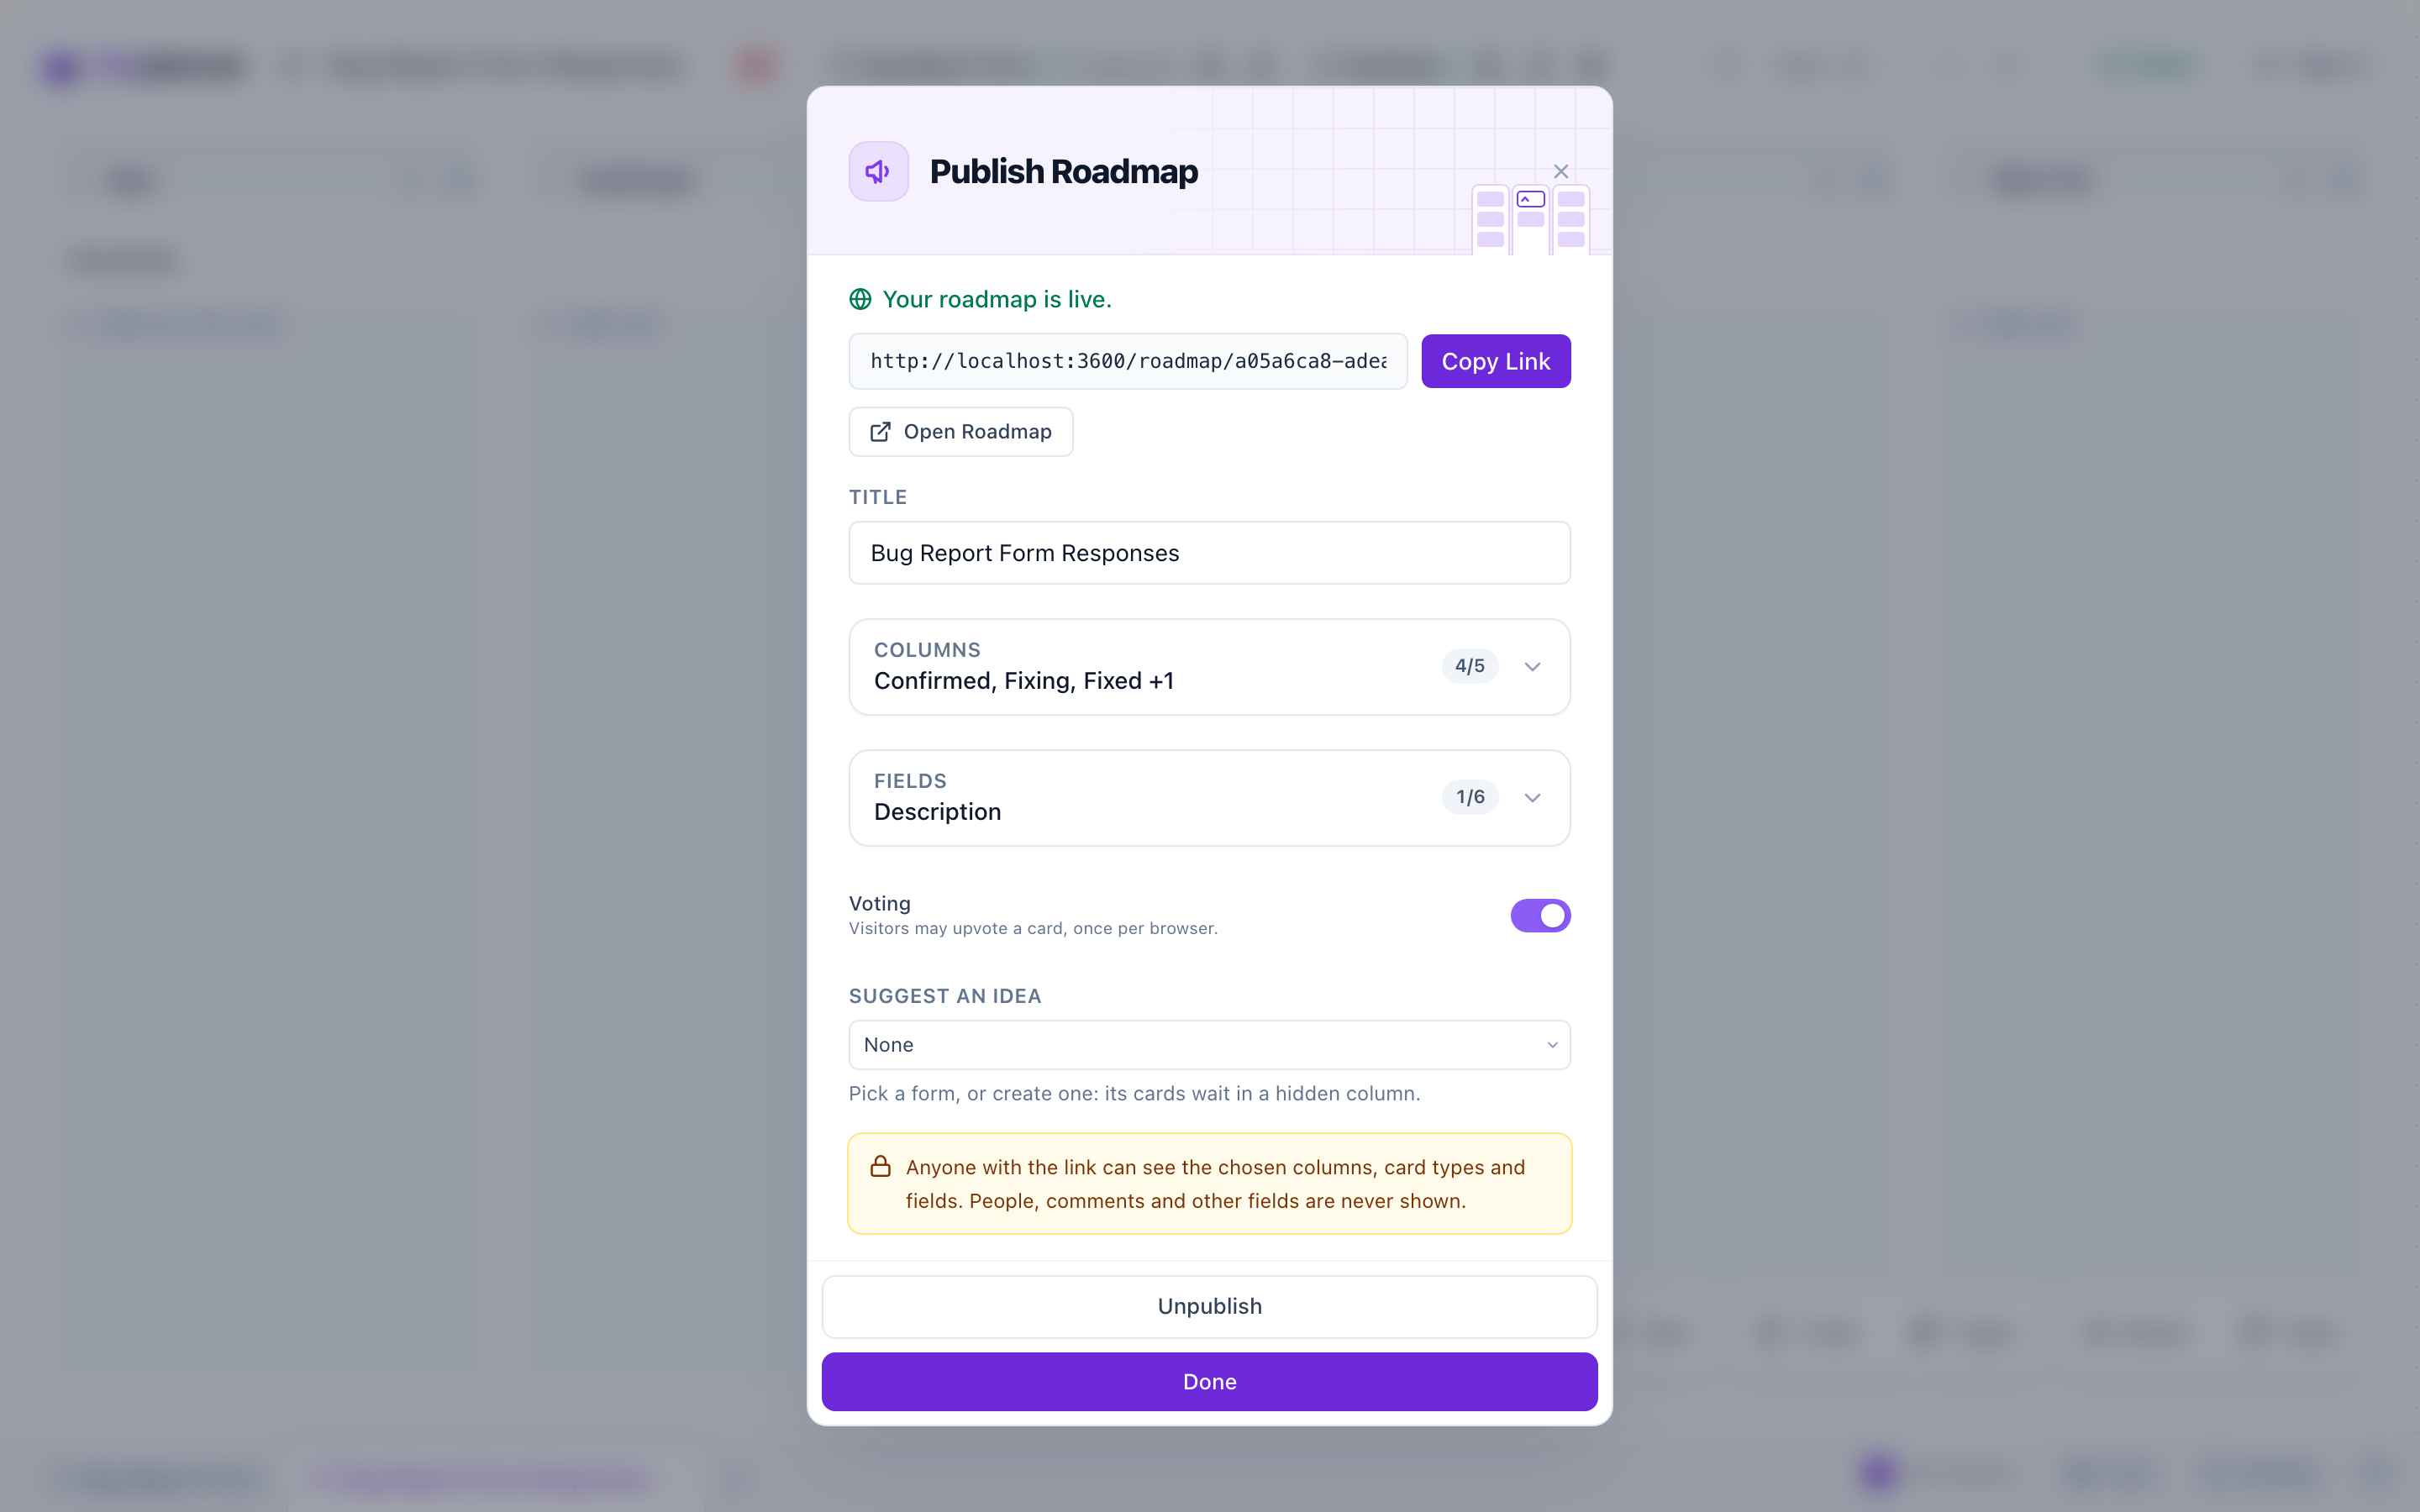 Publish Roadmap
Your roadmap is live.
http://localhost:3600/roadmap/a05a6ca8-adea
Copy Link
Open Roadmap
TITLE
Bug Report Form Responses
COLUMNS
Confirmed, Fixing, Fixed +1
4/5
FIELDS
Description
1/6
Voting
Visitors may upvote a card, once per browser.
SUGGEST AN IDEA
None
Pick a form, or create one: its cards wait in a hidden column.
Anyone with the link can see the chosen columns, card types and
fields. People, comments and other fields are never shown.
Unpublish
Done